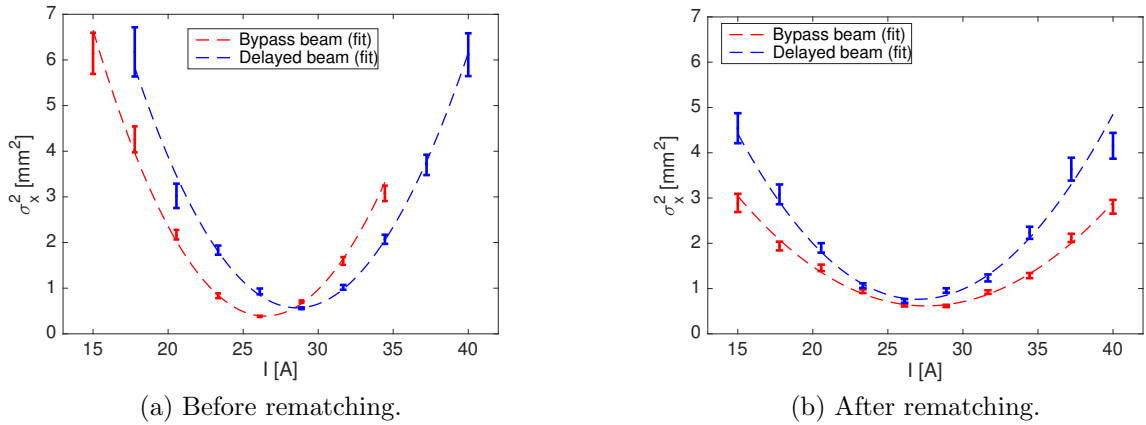 7
6
5
4
3
2
1
0
σx² [mm²]
Bypass beam (fit)
Delayed beam (fit)
15 20 25 30 35 40
I [A]
(a) Before rematching.
7
6
5
4
3
2
1
0
σx² [mm²]
Bypass beam (fit)
Delayed beam (fit)
15 20 25 30 35 40
I [A]
(b) After rematching.